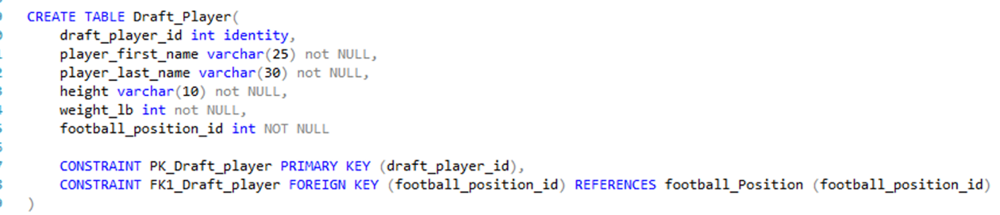 CREATE TABLE Draft_Player(
draft_player_id int identity,
player_first_name varchar(25) not NULL,
player_last_name varchar(30) not NULL,
height varchar(10) not NULL,
weight_lb int not NULL,
football_position_id int NOT NULL
CONSTRAINT PK_Draft_player PRIMARY KEY (draft_player_id),
CONSTRAINT FK1_Draft_player FOREIGN KEY (football_position_id) REFERENCES football_Position (football_position_id)
)